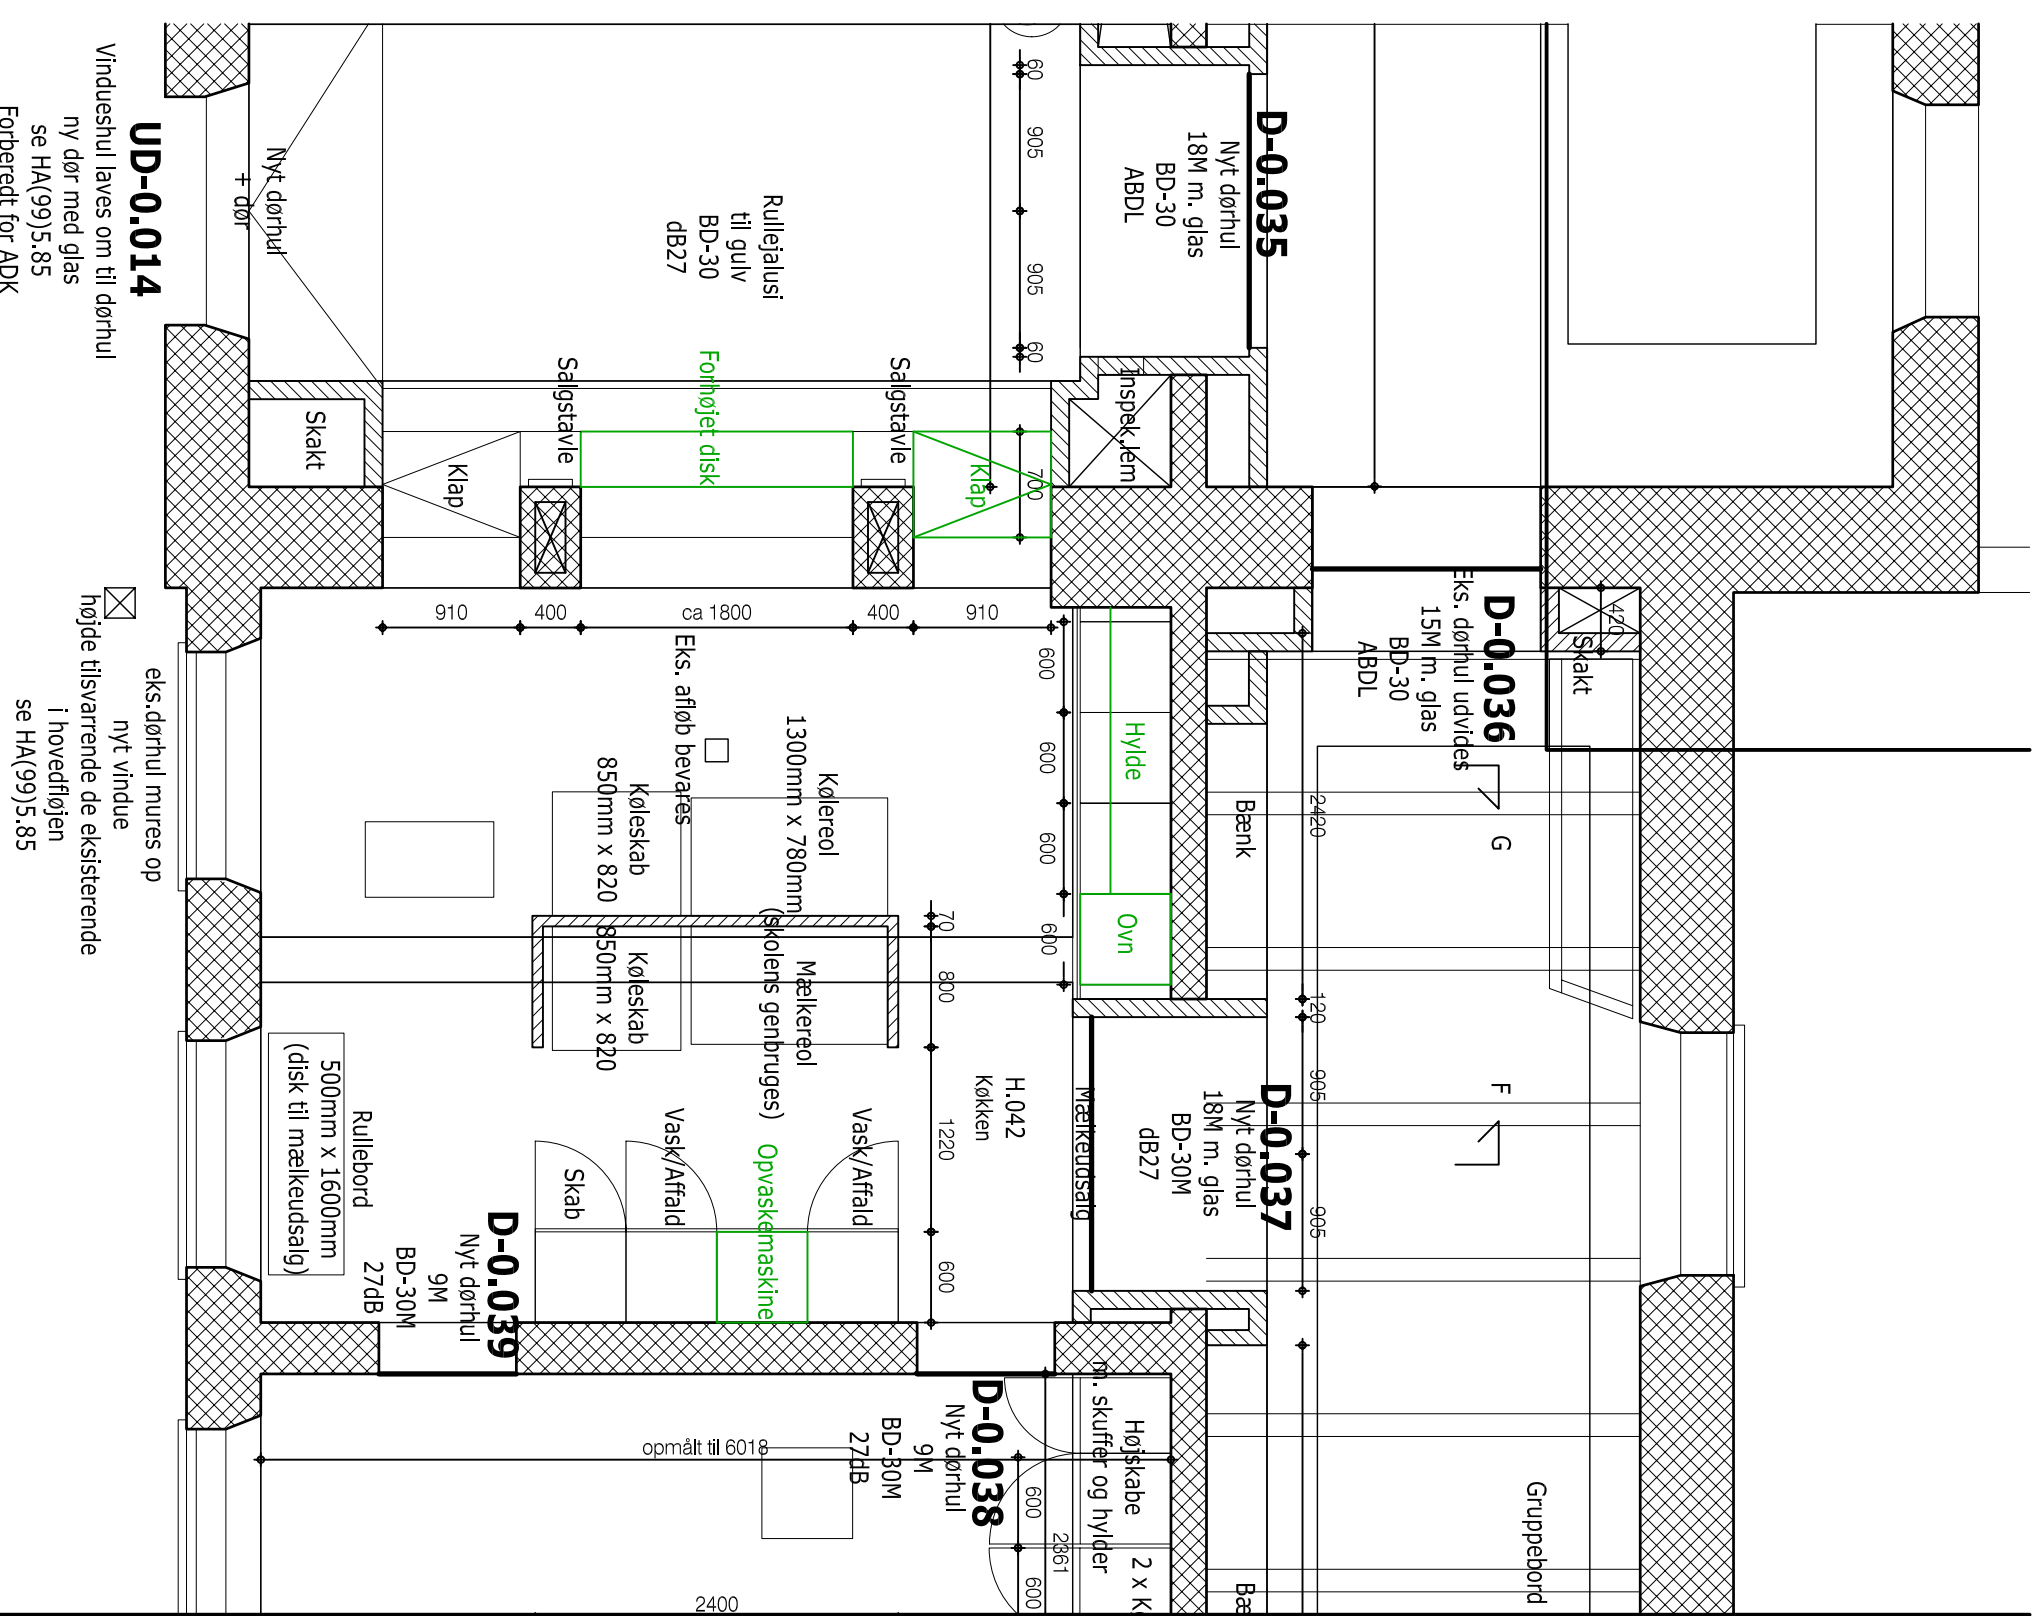 UD-0.014
Vindueshul laves om til dørhul
ny dør med glas
se HA(99)5.85
Forberedt for ADK
Nyt dørhul
+ dør
Rullejalusi
til gulv
BD-30
dB27
60
905
905
60
D-0.035
Nyt dørhul
18M m. glas
BD-30
ABDL
Skakt
Klap
Salgstavle
Forhøjet disk
Salgstavle
Klap
700
Inspek.lem
910
400
ca 1800
400
910
D-0.036
Eks. dørhul udvides
15M m. glas
BD-30
ABDL
420
Skakt
eks.dørhul mures op
nyt vindue
højde tilsvarrende de eksisterende
i hovedfløjen
se HA(99)5.85
Eks. afløb bevares
Kølereol
1300mm x 780mm
Køleskab
850mm x 820
600
600
600
600
Hylde
Ovn
Bænk
2420
G
70
800
1220
600
Mælkereol
(skolens genbruges)
Køleskab
850mm x 820
120
905
905
F
H.042
Køkken
Mælkeudsalg
D-0.037
Nyt dørhul
18M m. glas
BD-30M
dB27
Rullebord
500mm x 1600mm
(disk til mælkeudsalg)
Skab
Vask/Affald
Opvaskemaskine
Vask/Affald
D-0.039
Nyt dørhul
9M
BD-30M
27dB
D-0.038
Nyt dørhul
9M
BD-30M
27dB
opmålt til 6018
Højskabe
m. skuffer og hylder
600
2361
600
2400
2 x
Gruppebord